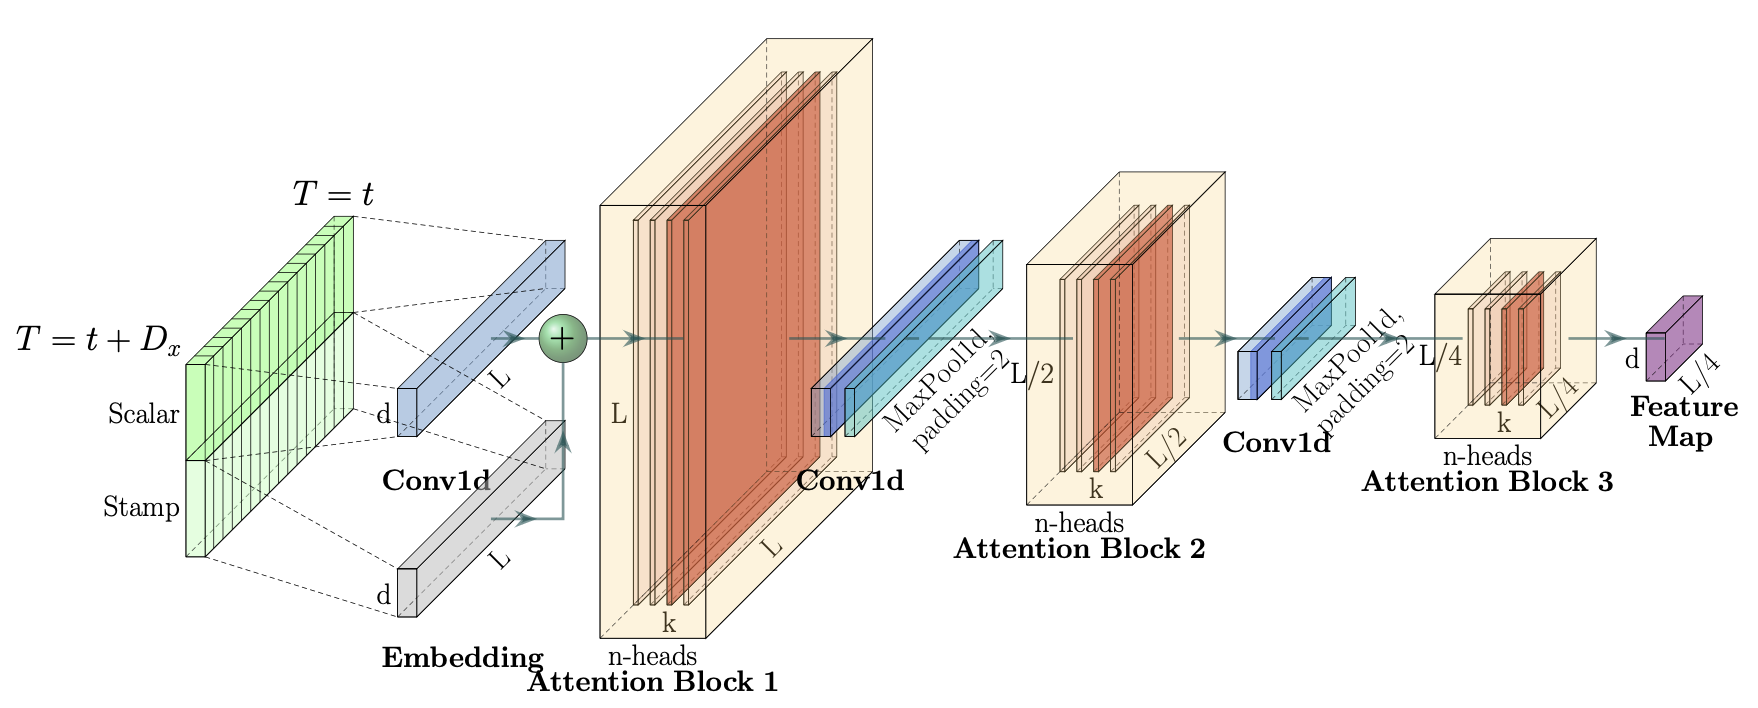 T = t
T = t + Dₓ
Scalar
Stamp
d
L
Conv1d
d
L
Embedding
+
L
L
k
n-heads
Attention Block 1
Conv1d
MaxPool1d,
padding=2
L/2
L/2
k
n-heads
Attention Block 2
Conv1d
MaxPool1d,
padding=2
L/4
L/4
k
n-heads
Attention Block 3
d
L/4
Feature
Map